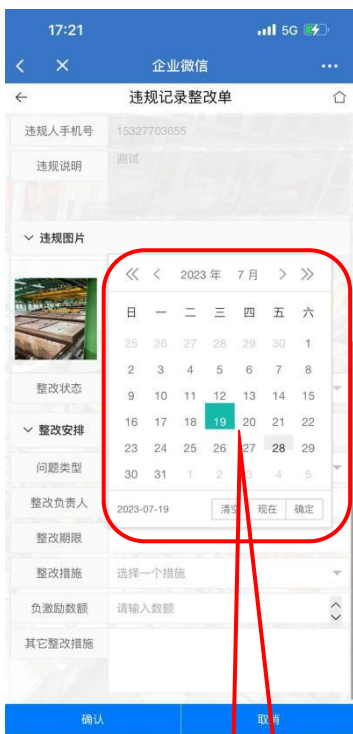 17:21
5G
企业微信
违规记录整改单
违规人手机号 15327703655
违规说明 测试
违规图片
2023 年 7 月
日 一 二 三 四 五 六
25 26 27 28 29 30 1
2 3 4 5 6 7 8
9 10 11 12 13 14 15
16 17 18 19 20 21 22
23 24 25 26 27 28 29
30 31 1 2 3 4 5
2023-07-19 清空 现在 确定
整改状态
整改安排
问题类型
整改负责人
整改期限
整改措施 选择一个措施
负激励数额 请输入数额
其它整改措施
确认 取消